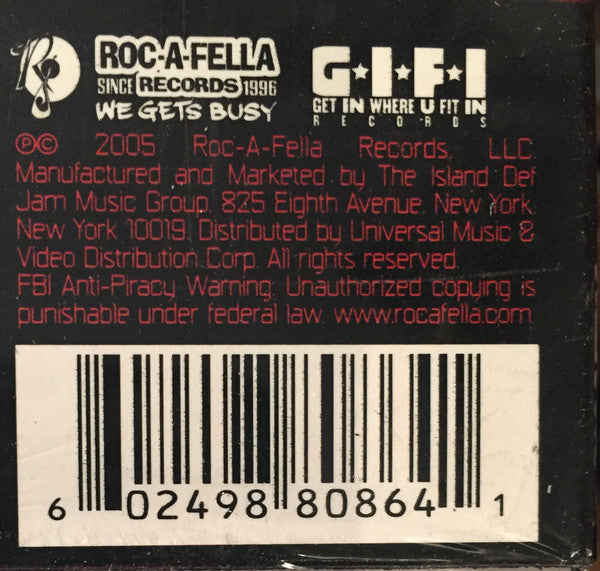 R
ROC-A-FELLA
SINCE RECORDS 1996
WE GETS BUSY
G★I★F★I
GET IN WHERE U FIT IN
RECORDS
℗© 2005 Roc-A-Fella Records, LLC.
Manufactured and Marketed by The Island Def
Jam Music Group, 825 Eighth Avenue, New York,
New York 10019. Distributed by Universal Music &
Video Distribution Corp. All rights reserved.
FBI Anti-Piracy Warning: Unauthorized copying is
punishable under federal law. www.rocafella.com
6 02498 80864 1